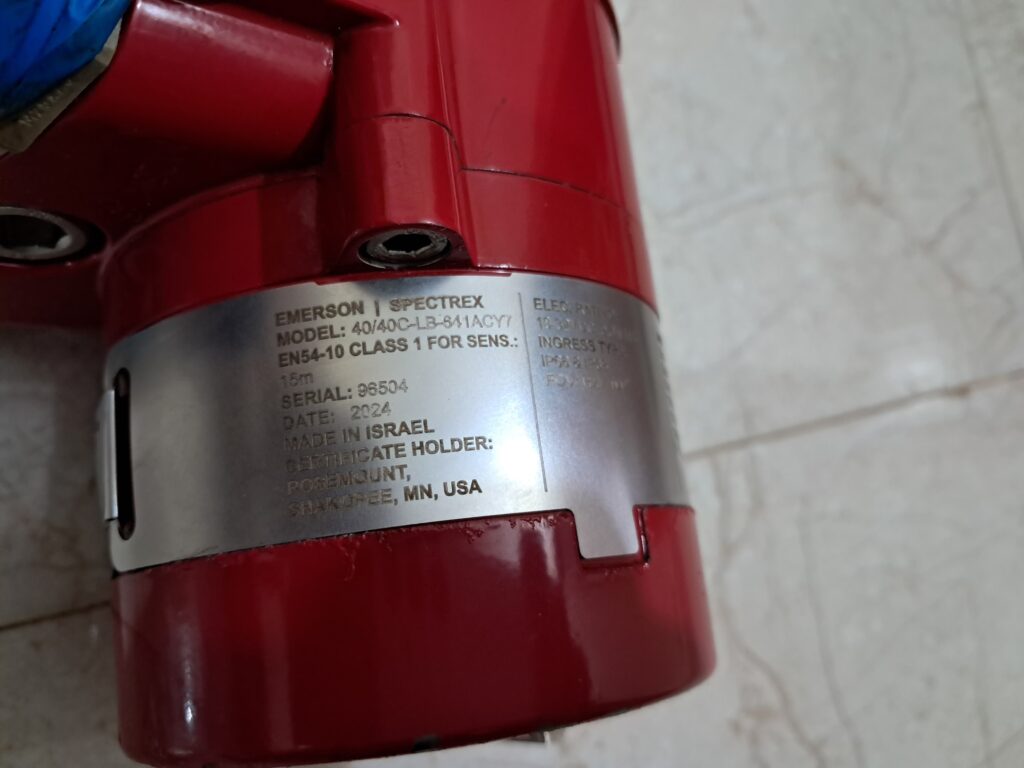 EMERSON | SPECTREX
MODEL: 40/40C-LB-641ACY7
EN54-10 CLASS 1 FOR SENS.:
15m
SERIAL: 96504
DATE: 2024
MADE IN ISRAEL
CERTIFICATE HOLDER:
ROSEMOUNT,
SHAKOPEE, MN, USA
ELEC.
INGRESS